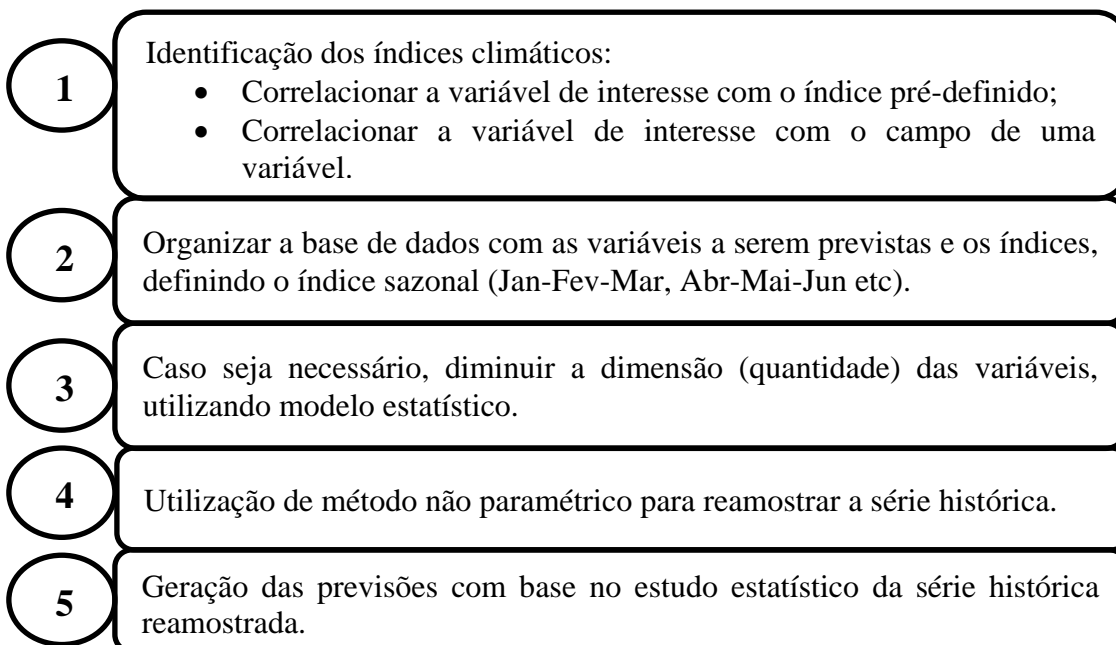 1
Identificação dos índices climáticos:
• Correlacionar a variável de interesse com o índice pré-definido;
• Correlacionar a variável de interesse com o campo de uma
variável.
2
Organizar a base de dados com as variáveis a serem previstas e os índices,
definindo o índice sazonal (Jan-Fev-Mar, Abr-Mai-Jun etc).
3
Caso seja necessário, diminuir a dimensão (quantidade) das variáveis,
utilizando modelo estatístico.
4
Utilização de método não paramétrico para reamostrar a série histórica.
5
Geração das previsões com base no estudo estatístico da série histórica
reamostrada.